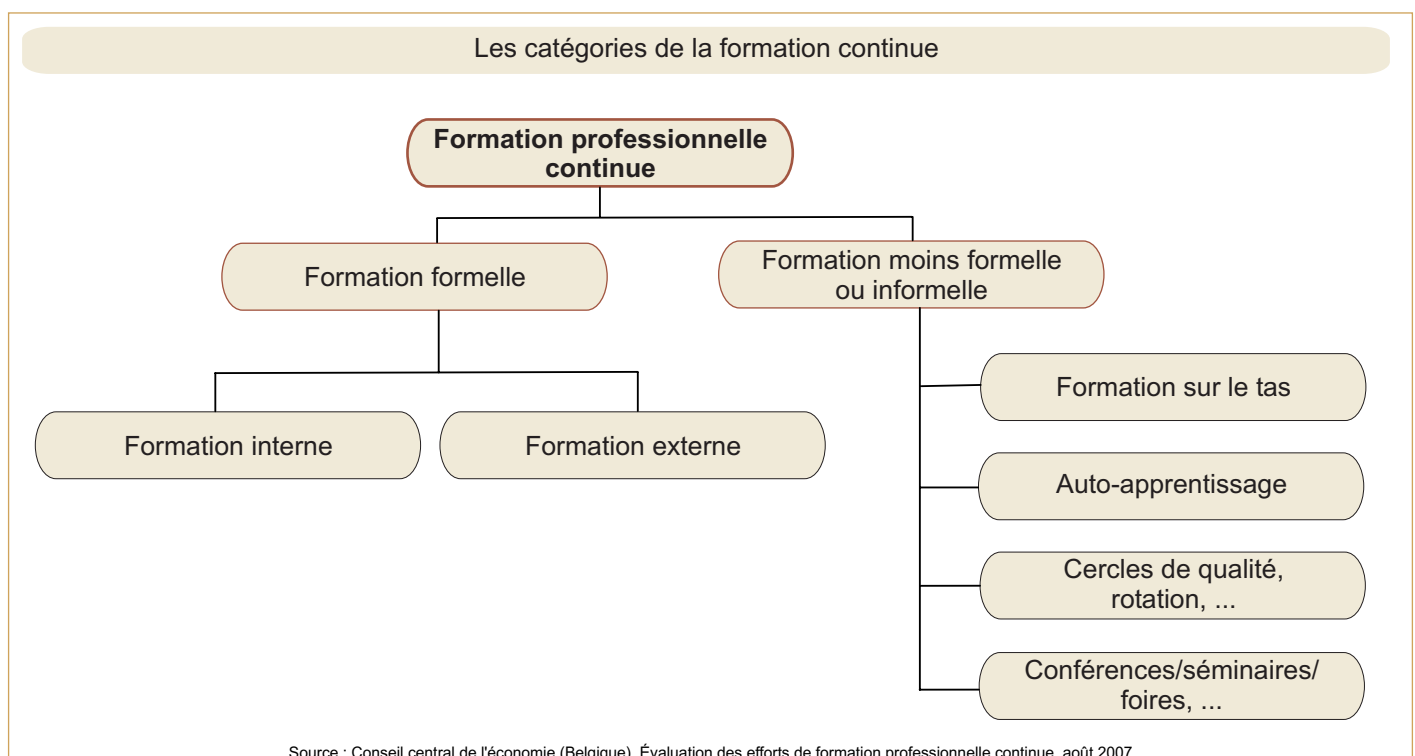 Les catégories de la formation continue
Formation professionnelle
continue
Formation formelle
Formation moins formelle
ou informelle
Formation interne
Formation externe
Formation sur le tas
Auto-apprentissage
Cercles de qualité,
rotation, ...
Conférences/séminaires/
foires, ...
Source : Conseil central de l'économie (Belgique), Évaluation des efforts de formation professionnelle continue, août 2007